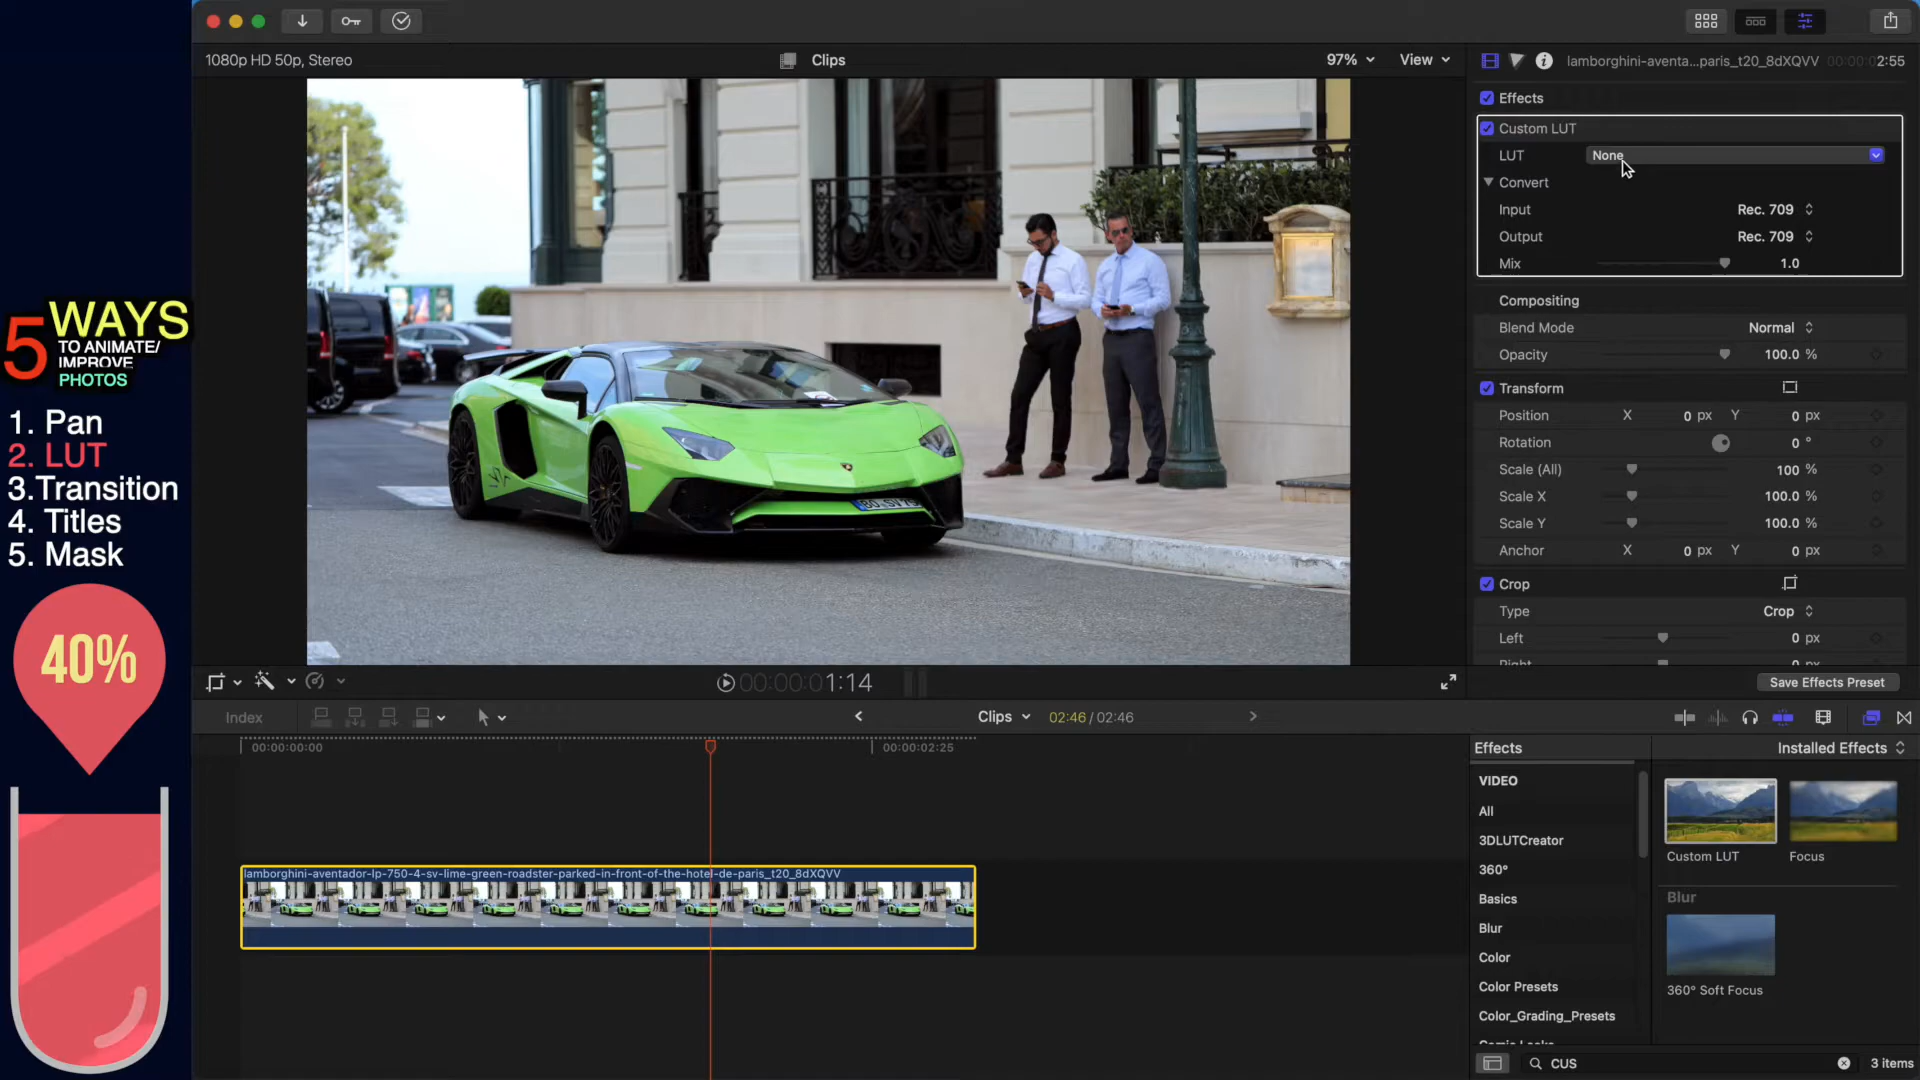 5 WAYS
TO ANIMATE/
IMPROVE
PHOTOS
1. Pan
2. LUT
3.Transition
4. Titles
5. Mask
40%
1080p HD 50p, Stereo
Clips
97%
View
lamborghini-aventa...paris_t20_8dXQVV
00:00:02:55
Effects
Custom LUT
LUT None
Convert
Input Rec. 709
Output Rec. 709
Mix 1.0
Compositing
Blend Mode Normal
Opacity 100.0 %
Transform
Position X 0 px Y 0 px
Rotation 0 °
Scale (All) 100 %
Scale X 100.0 %
Scale Y 100.0 %
Anchor X 0 px Y 0 px
Crop
Type Crop
Left 0 px
Save Effects Preset
00:00:01:14
Index
Clips
02:46 / 02:46
00:00:00:00
00:00:02:25
lamborghini-aventador-lp-750-4-sv-lime-green-roadster-parked-in-front-of-the-hotel-de-paris_t20_8dXQVV
Effects
Installed Effects
VIDEO
All
3DLUTCreator
360°
Basics
Blur
Color
Color Presets
Color_Grading_Presets
Custom LUT
Focus
Blur
360° Soft Focus
CUS
3 items